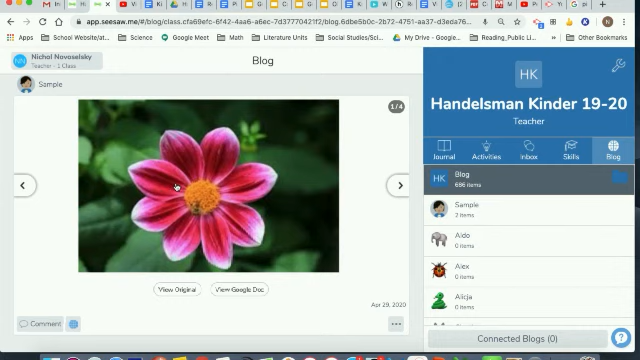 app.seesaw.me/#/blog/class.cfa69efc-6f42-4aa6-a6ec-7d37770421f2/blog.6dbe5b0c-2b72-4751-aa37-d3eda76...
Apps
School Website/at...
Science
Google Meet
Math
Literature Units
Social Studies/Sci...
Reading_Public Li...
My Drive - Google...
Other Bookmarks
NN
Nichol Novoselsky
Teacher - 1 Class
Blog
Sample
1/4
View Original
View Google Doc
Apr 29, 2020
Comment
HK
Handelsman Kinder 19-20
Teacher
Journal
Activities
Inbox
Skills
Blog
HK
Blog
686 items
Sample
2 items
Aldo
0 items
Alex
0 items
Alicja
0 items
Connected Blogs (0)
?